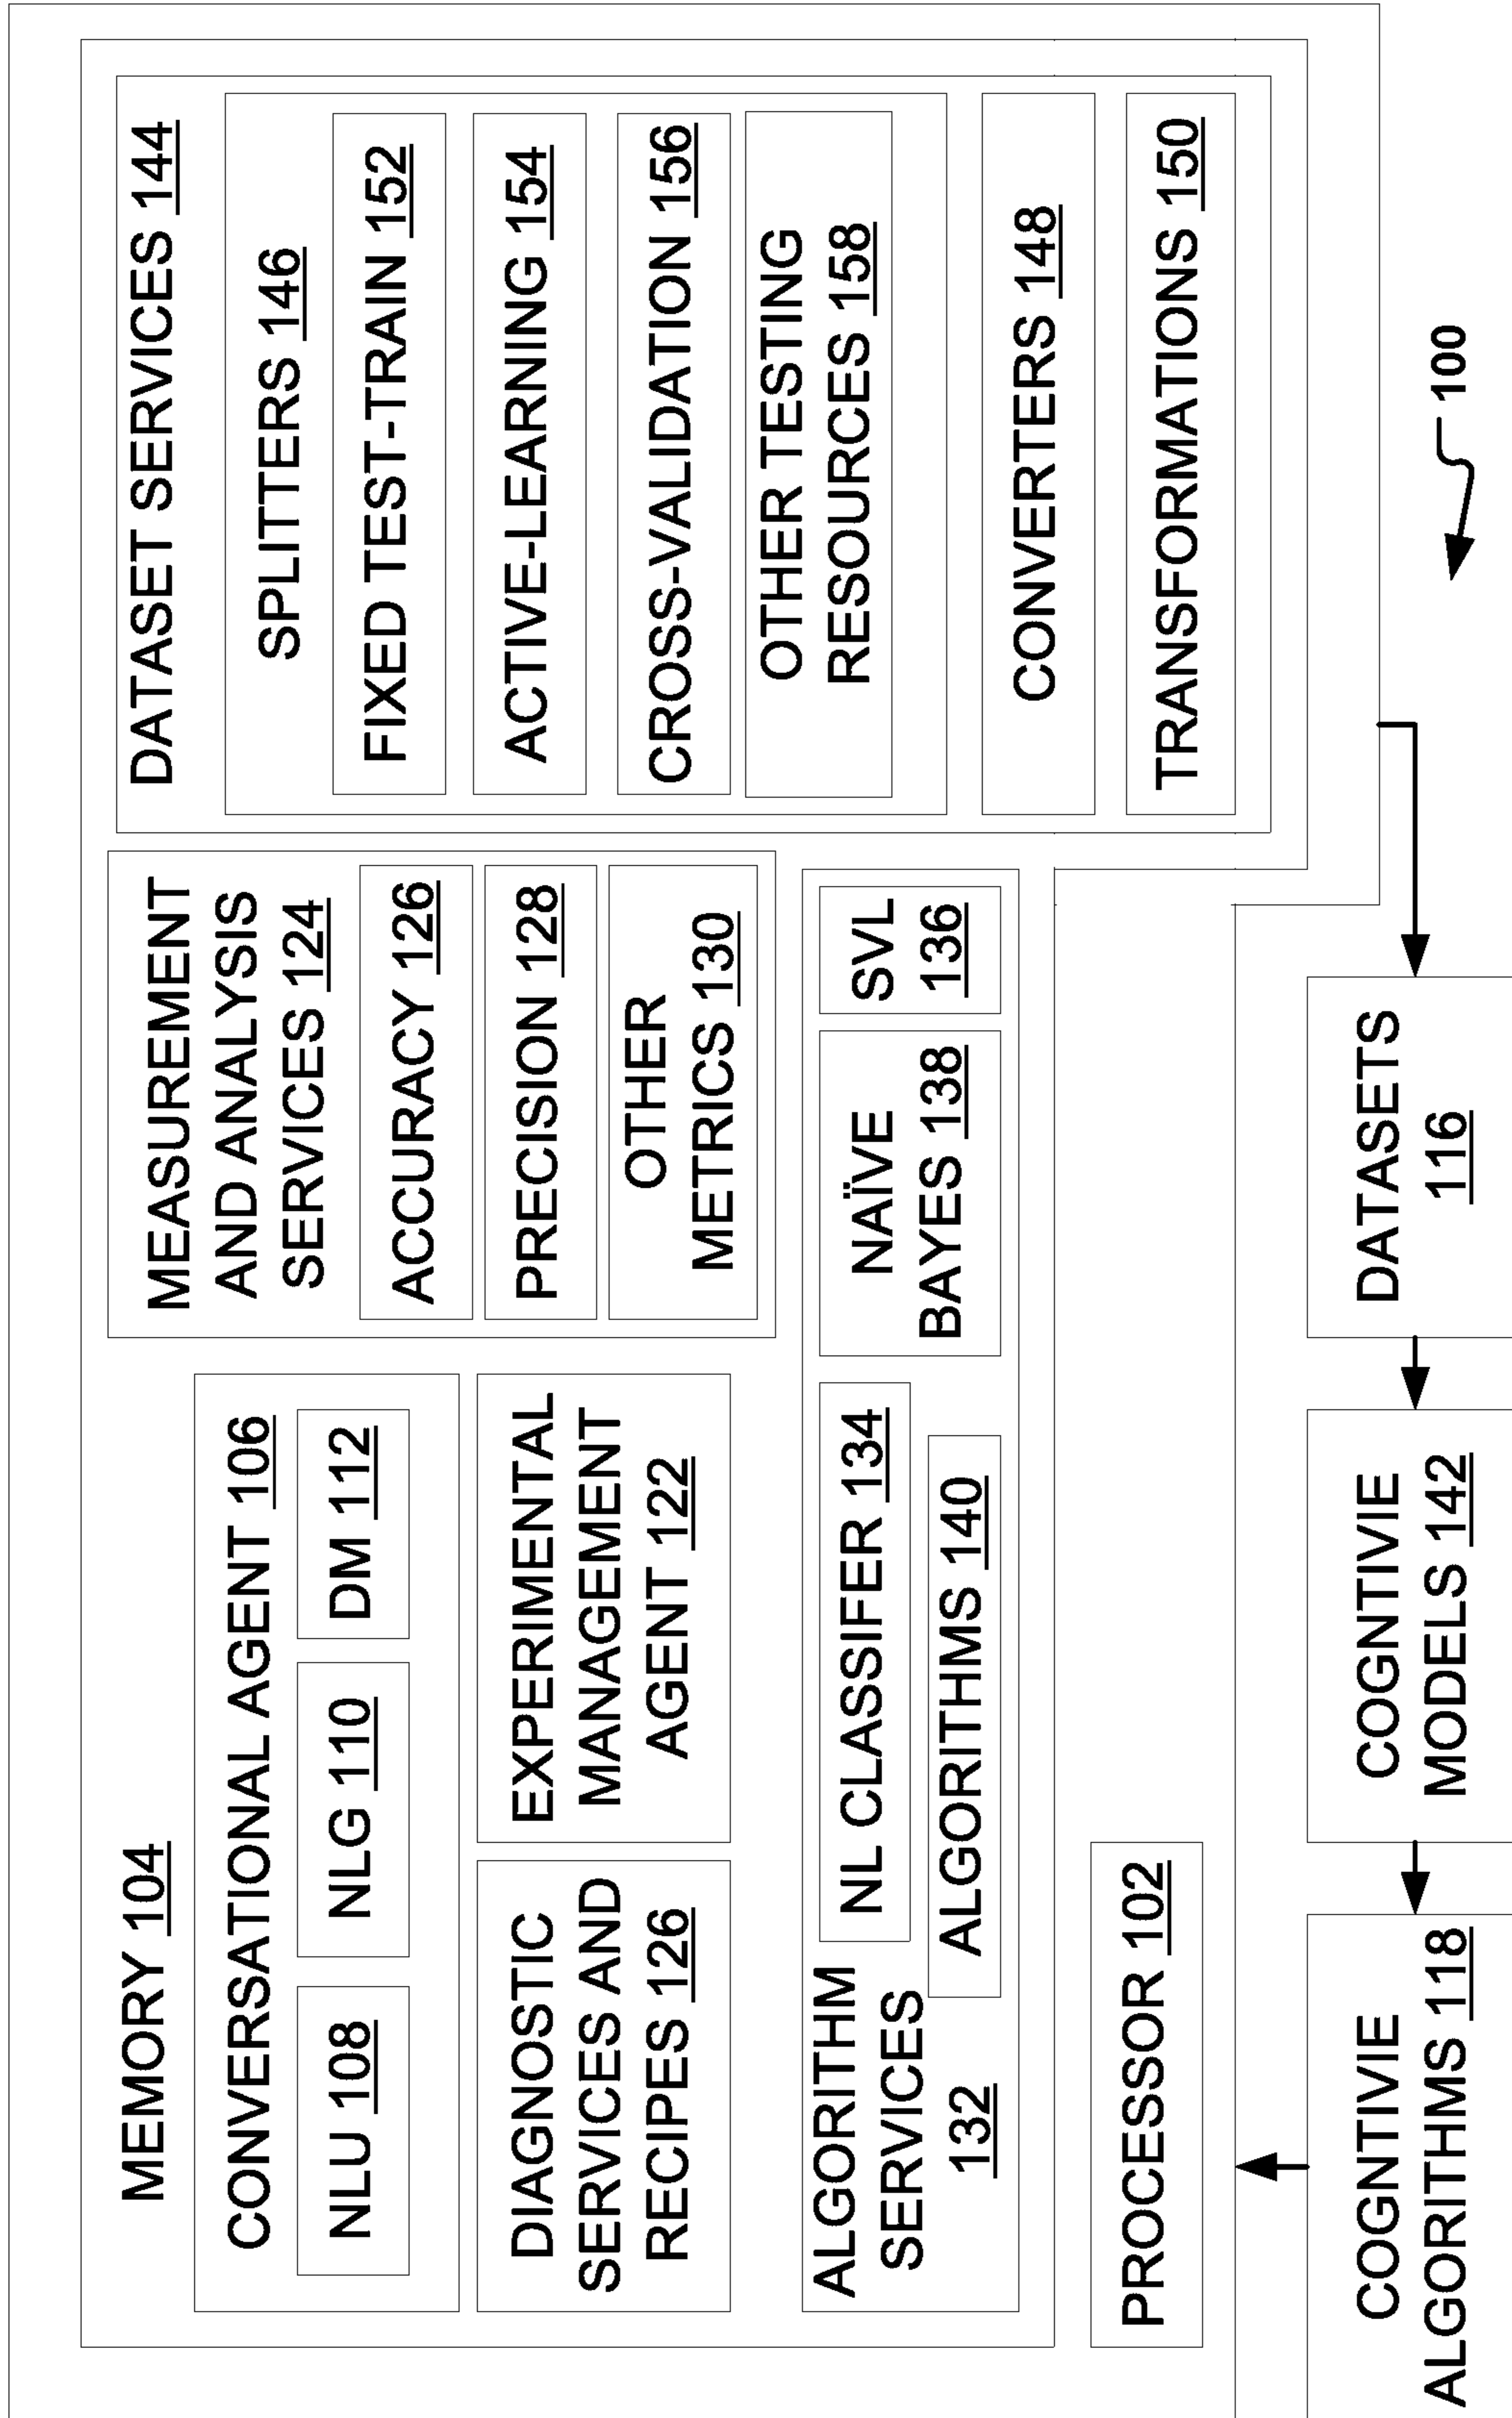 MEMORY 104
CONVERSATIONAL AGENT 106
NLU 108
NLG 110
DM 112
DIAGNOSTIC
SERVICES AND
RECIPES 126
EXPERIMENTAL
MANAGEMENT
AGENT 122
MEASUREMENT
AND ANALYSIS
SERVICES 124
ACCURACY 126
PRECISION 128
OTHER
METRICS 130
ALGORITHM
SERVICES
132
NL CLASSIFER 134
ALGORITHMS 140
NAÏVE
BAYES 138
SVL
136
DATASET SERVICES 144
SPLITTERS 146
FIXED TEST-TRAIN 152
ACTIVE-LEARNING 154
CROSS-VALIDATION 156
OTHER TESTING
RESOURCES 158
CONVERTERS 148
TRANSFORMATIONS 150
PROCESSOR 102
COGNTIVIE
ALGORITHMS 118
COGNTIVIE
MODELS 142
DATASETS
116
100